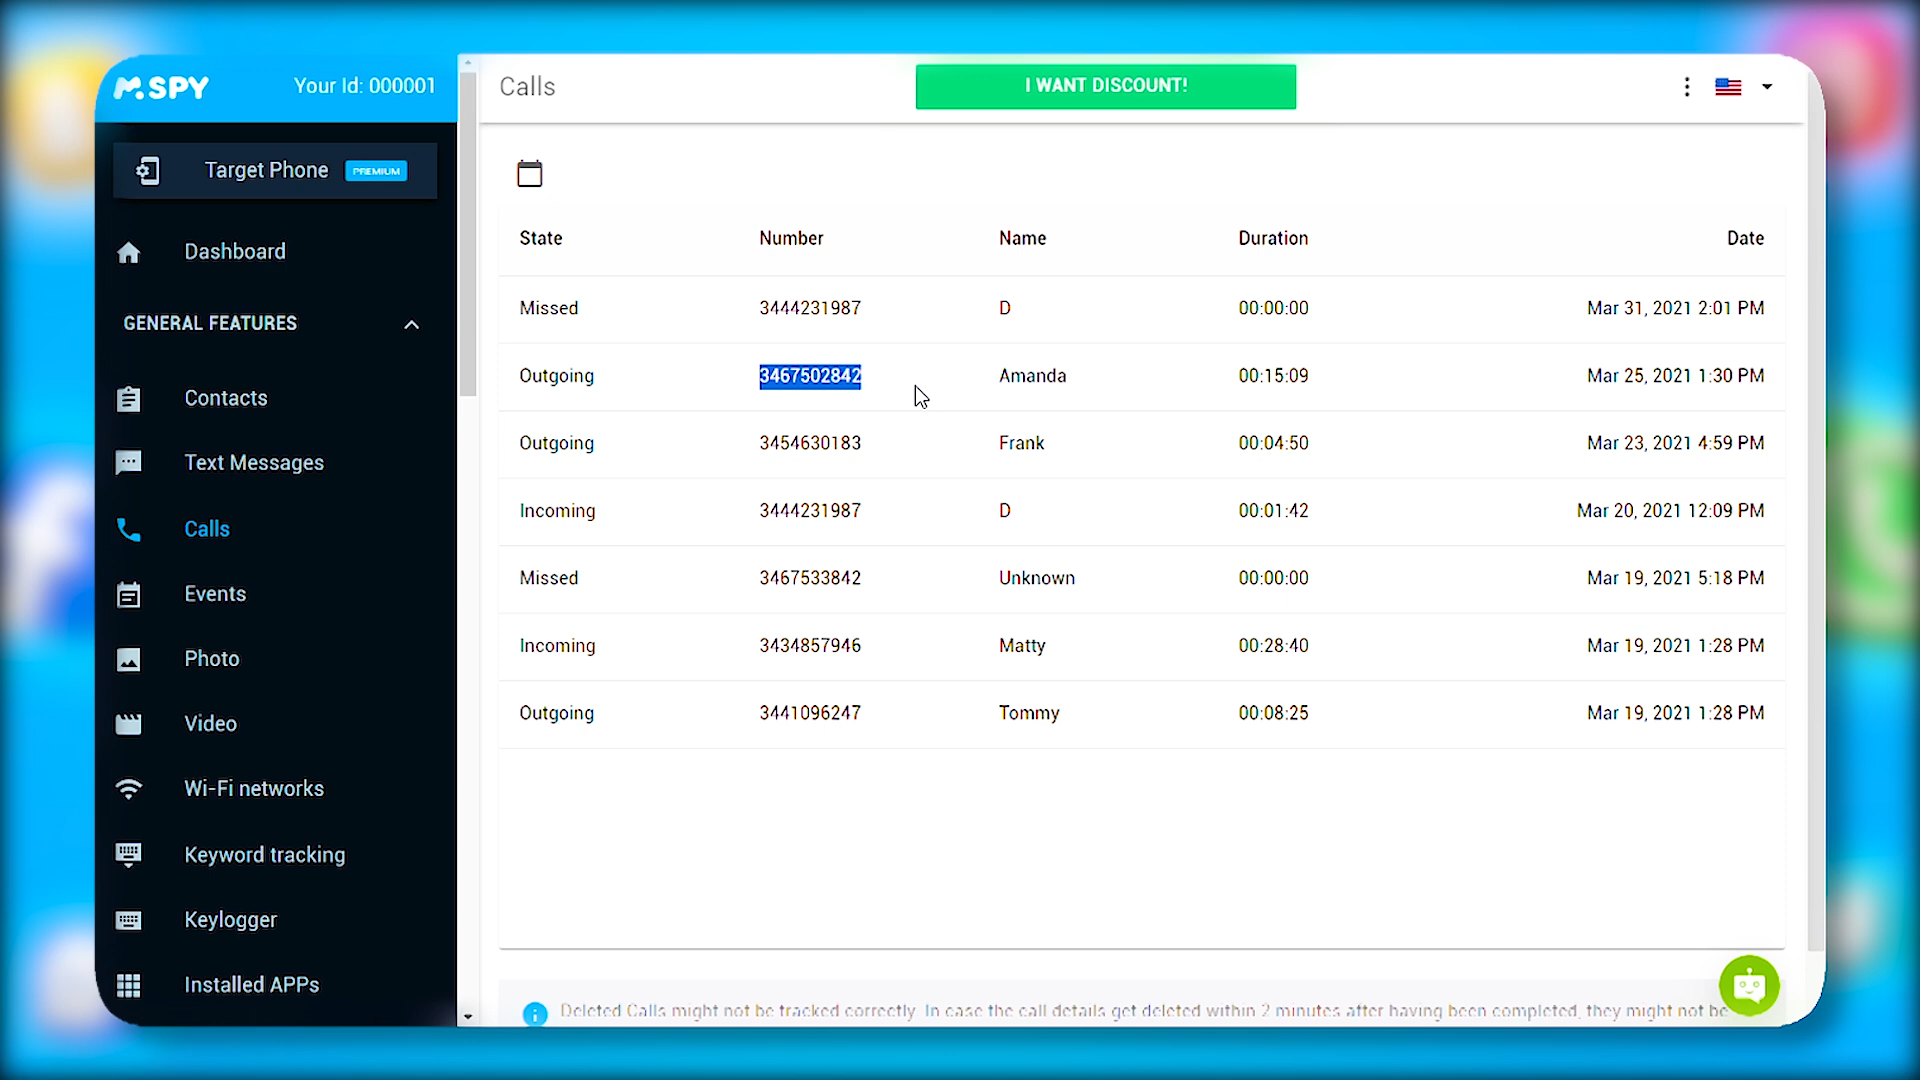 mSPY
Your Id: 000001
Calls
I WANT DISCOUNT!
Target Phone PREMIUM
Dashboard
GENERAL FEATURES
Contacts
Text Messages
Calls
Events
Photo
Video
Wi-Fi networks
Keyword tracking
Keylogger
Installed APPs
State Number Name Duration Date
Missed 3444231987 D 00:00:00 Mar 31, 2021 2:01 PM
Outgoing 3467502842 Amanda 00:15:09 Mar 25, 2021 1:30 PM
Outgoing 3454630183 Frank 00:04:50 Mar 23, 2021 4:59 PM
Incoming 3444231987 D 00:01:42 Mar 20, 2021 12:09 PM
Missed 3467533842 Unknown 00:00:00 Mar 19, 2021 5:18 PM
Incoming 3434857946 Matty 00:28:40 Mar 19, 2021 1:28 PM
Outgoing 3441096247 Tommy 00:08:25 Mar 19, 2021 1:28 PM
Deleted Calls might not be tracked correctly. In case the call details get deleted within 2 minutes after having been completed, they might not be